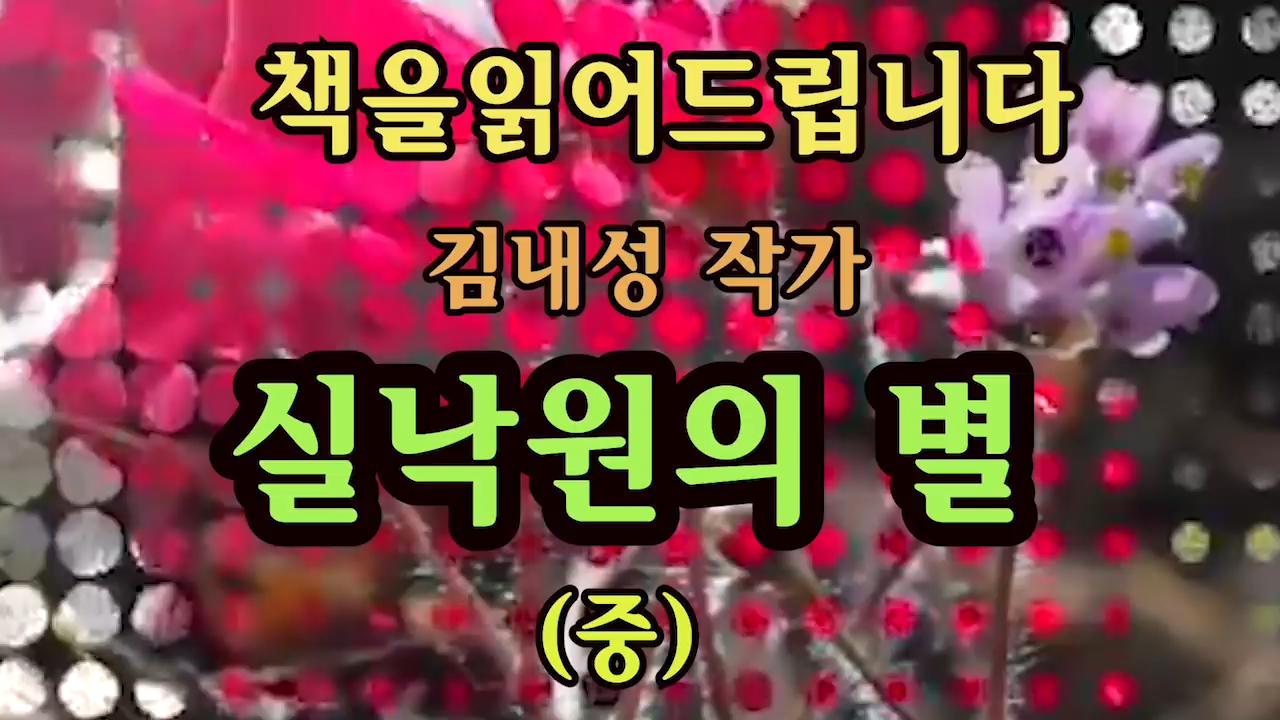 책을읽어드립니다
김내성 작가
실낙원의 별
(중)